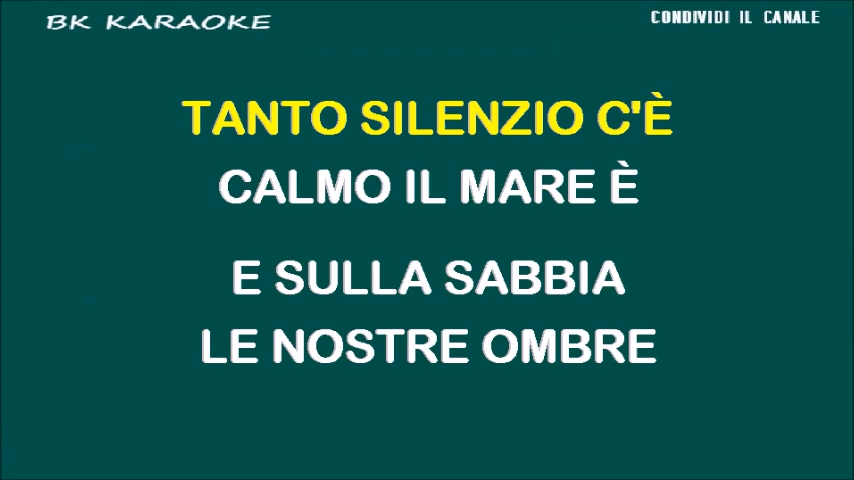 BK KARAOKE
CONDIVIDI IL CANALE
TANTO SILENZIO C'È
CALMO IL MARE È
E SULLA SABBIA
LE NOSTRE OMBRE